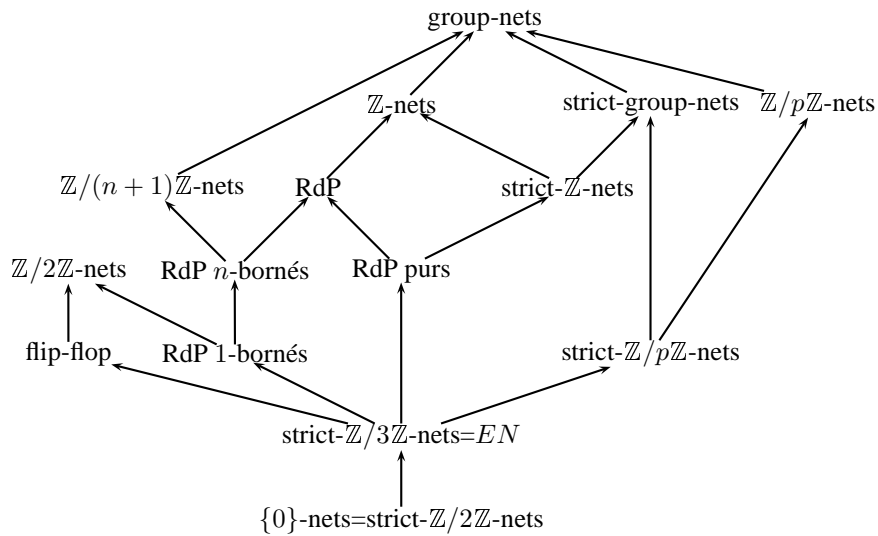 group-nets
ℤ-nets
strict-group-nets
ℤ/pℤ-nets
ℤ/(n + 1)ℤ-nets
RdP
strict-ℤ-nets
ℤ/2ℤ-nets
RdP n-bornés
RdP purs
flip-flop
RdP 1-bornés
strict-ℤ/pℤ-nets
strict-ℤ/3ℤ-nets=EN
{0}-nets=strict-ℤ/2ℤ-nets